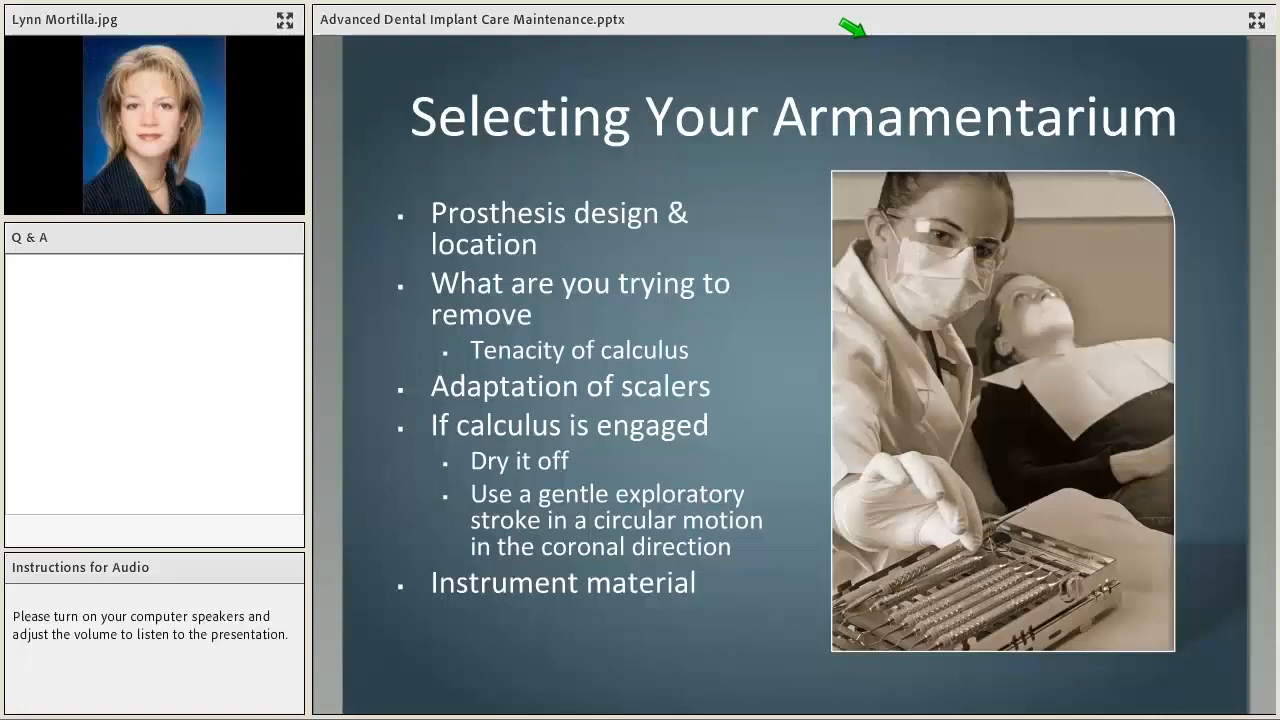 Lynn Mortilla.jpg
Advanced Dental Implant Care Maintenance.pptx
Q & A
Instructions for Audio
Please turn on your computer speakers and
adjust the volume to listen to the presentation.
Selecting Your Armamentarium
▪ Prosthesis design &
location
▪ What are you trying to
remove
▪ Tenacity of calculus
▪ Adaptation of scalers
▪ If calculus is engaged
▪ Dry it off
▪ Use a gentle exploratory
stroke in a circular motion
in the coronal direction
▪ Instrument material